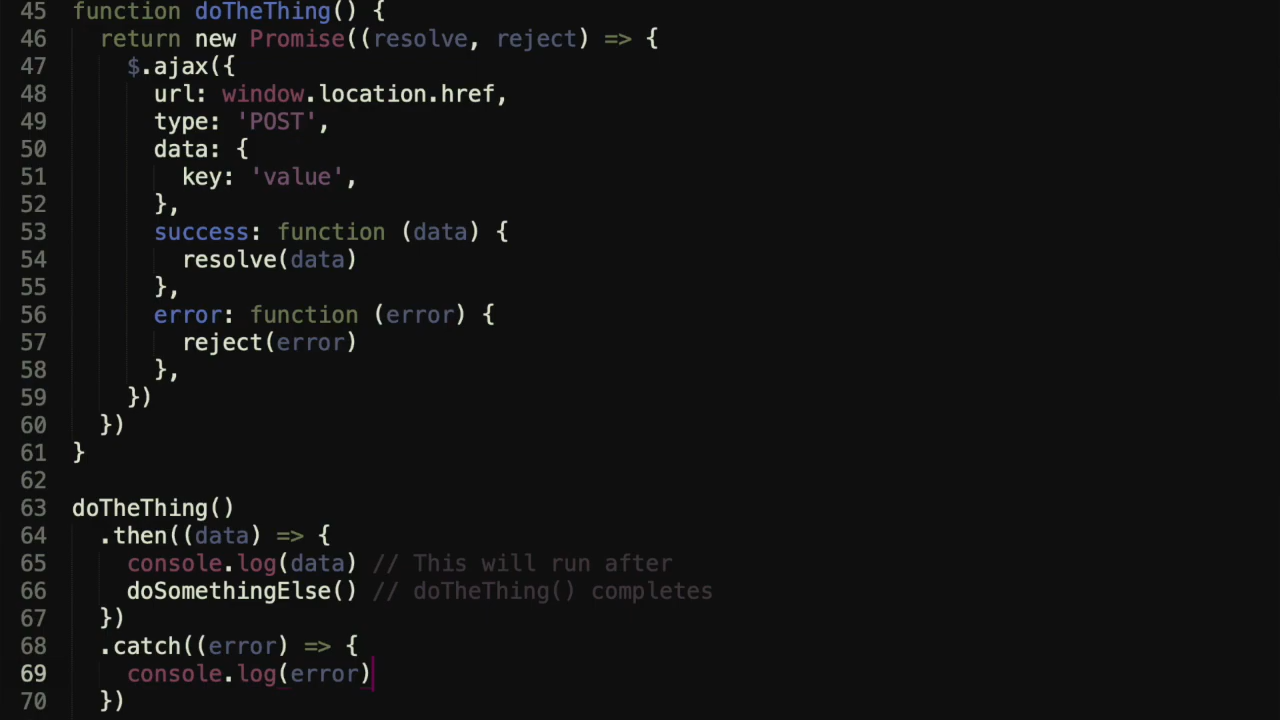 45 function doTheThing() {
46 return new Promise((resolve, reject) => {
47 $.ajax({
48 url: window.location.href,
49 type: 'POST',
50 data: {
51 key: 'value',
52 },
53 success: function (data) {
54 resolve(data)
55 },
56 error: function (error) {
57 reject(error)
58 },
59 })
60 })
61 }
62
63 doTheThing()
64 .then((data) => {
65 console.log(data) // This will run after
66 doSomethingElse() // doTheThing() completes
67 })
68 .catch((error) => {
69 console.log(error)
70 })